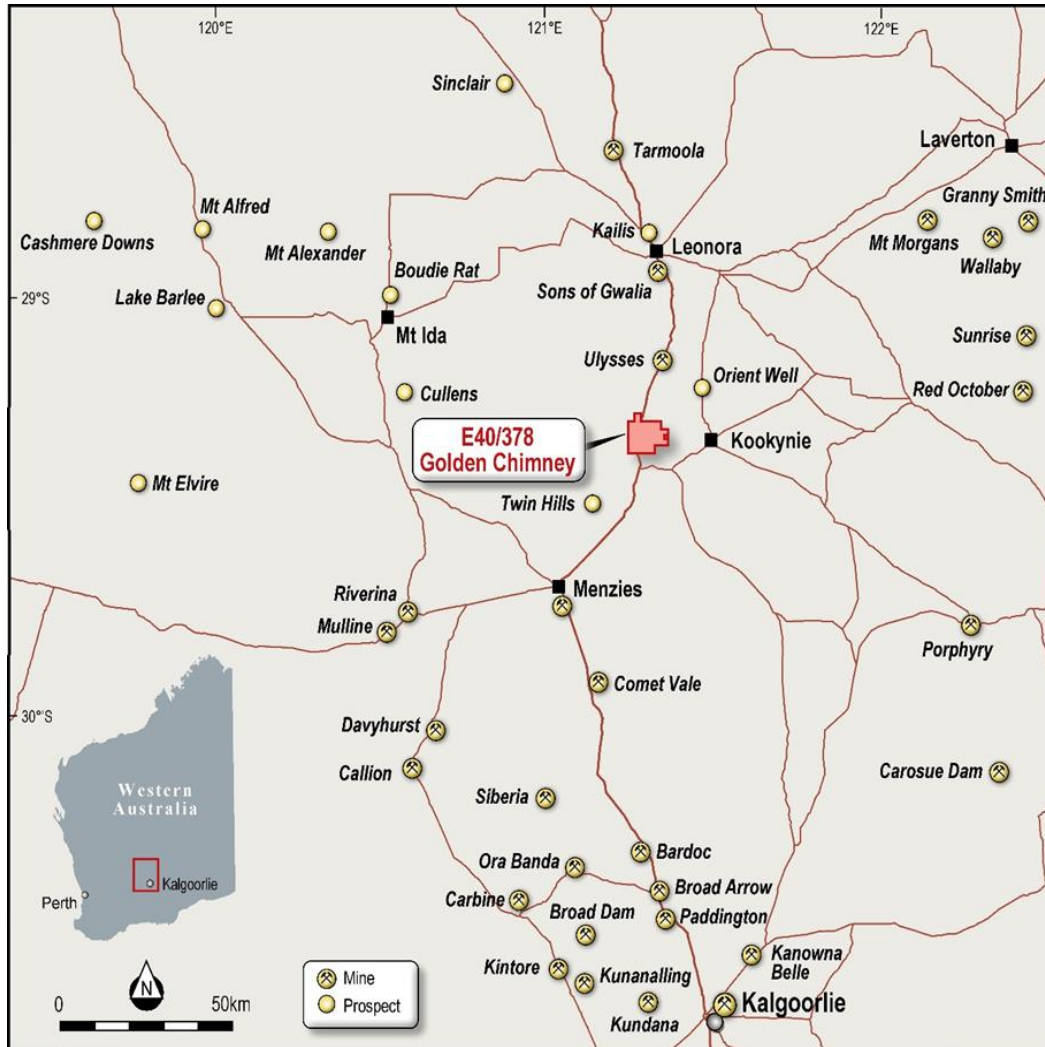 120°E
121°E
122°E
Sinclair
Tarmoola
Laverton
Granny Smith
Mt Alfred
Cashmere Downs
Mt Alexander
Kailis
Leonora
Mt Morgans
Wallaby
Boudie Rat
Sons of Gwalia
29°S
Lake Barlee
Mt Ida
Sunrise
Ulysses
Orient Well
Red October
Cullens
E40/378
Golden Chimney
Kookynie
Mt Elvire
Twin Hills
Menzies
Riverina
Mulline
Porphyry
Comet Vale
30°S
Davyhurst
Callion
Carosue Dam
Siberia
Western
Australia
Kalgoorlie
Perth
Bardoc
Ora Banda
Broad Arrow
Carbine
Broad Dam
Paddington
Kanowna
Belle
Kintore
Kunanalling
Kundana
Kalgoorlie
N
0
50km
Mine
Prospect